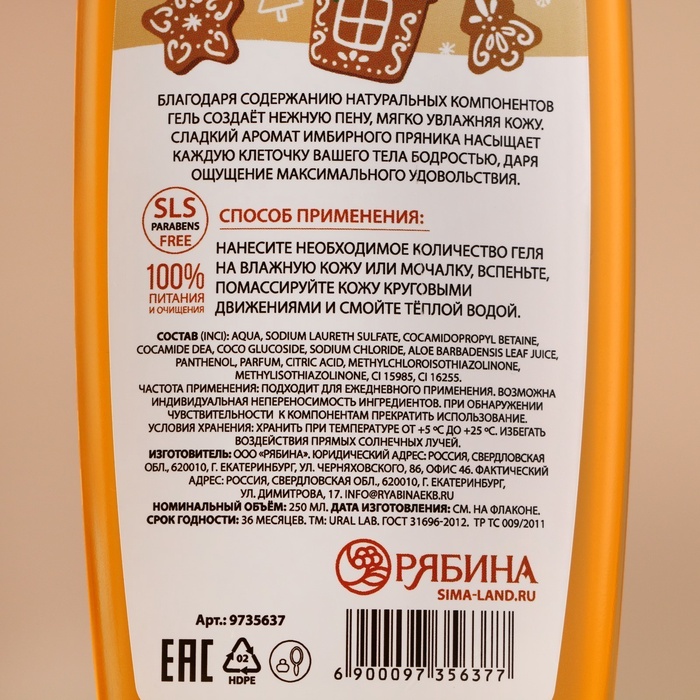 БЛАГОДАРЯ СОДЕРЖАНИЮ НАТУРАЛЬНЫХ КОМПОНЕНТОВ
ГЕЛЬ СОЗДАЁТ НЕЖНУЮ ПЕНУ, МЯГКО УВЛАЖНЯЯ КОЖУ.
СЛАДКИЙ АРОМАТ ИМБИРНОГО ПРЯНИКА НАСЫЩАЕТ
КАЖДУЮ КЛЕТОЧКУ ВАШЕГО ТЕЛА БОДРОСТЬЮ, ДАРЯ
ОЩУЩЕНИЕ МАКСИМАЛЬНОГО УДОВОЛЬСТВИЯ.
SLS
PARABENS
FREE
100%
ПИТАНИЯ
И ОЧИЩЕНИЯ
СПОСОБ ПРИМЕНЕНИЯ:
НАНЕСИТЕ НЕОБХОДИМОЕ КОЛИЧЕСТВО ГЕЛЯ
НА ВЛАЖНУЮ КОЖУ ИЛИ МОЧАЛКУ, ВСПЕНЬТЕ,
ПОМАССИРУЙТЕ КОЖУ КРУГОВЫМИ
ДВИЖЕНИЯМИ И СМОЙТЕ ТЁПЛОЙ ВОДОЙ.
СОСТАВ (INCI): AQUA, SODIUM LAURETH SULFATE, COCAMIDOPROPYL BETAINE,
COCAMIDE DEA, COCO GLUCOSIDE, SODIUM CHLORIDE, ALOE BARBADENSIS LEAF JUICE,
PANTHENOL, PARFUM, CITRIC ACID, METHYLCHLOROISOTHIAZOLINONE,
METHYLISOTHIAZOLINONE, CI 15985, CI 16255.
ЧАСТОТА ПРИМЕНЕНИЯ: ПОДХОДИТ ДЛЯ ЕЖЕДНЕВНОГО ПРИМЕНЕНИЯ. ВОЗМОЖНА
ИНДИВИДУАЛЬНАЯ НЕПЕРЕНОСИМОСТЬ ИНГРЕДИЕНТОВ. ПРИ ОБНАРУЖЕНИИ
ЧУВСТВИТЕЛЬНОСТИ К КОМПОНЕНТАМ ПРЕКРАТИТЬ ИСПОЛЬЗОВАНИЕ.
УСЛОВИЯ ХРАНЕНИЯ: ХРАНИТЬ ПРИ ТЕМПЕРАТУРЕ ОТ +5 ºС ДО +25 ºС. ИЗБЕГАТЬ
ВОЗДЕЙСТВИЯ ПРЯМЫХ СОЛНЕЧНЫХ ЛУЧЕЙ.
ИЗГОТОВИТЕЛЬ: ООО «РЯБИНА». ЮРИДИЧЕСКИЙ АДРЕС: РОССИЯ, СВЕРДЛОВСКАЯ
ОБЛ., 620010, Г. ЕКАТЕРИНБУРГ, УЛ. ЧЕРНЯХОВСКОГО, 86, ОФИС 46. ФАКТИЧЕСКИЙ
АДРЕС: РОССИЯ, СВЕРДЛОВСКАЯ ОБЛ., 620010, Г. ЕКАТЕРИНБУРГ,
УЛ. ДИМИТРОВА, 17. INFO@RYABINAEKB.RU
НОМИНАЛЬНЫЙ ОБЪЁМ: 250 МЛ. ДАТА ИЗГОТОВЛЕНИЯ: СМ. НА ФЛАКОНЕ.
СРОК ГОДНОСТИ: 36 МЕСЯЦЕВ. ТМ: URAL LAB. ГОСТ 31696-2012. ТР ТС 009/2011
РЯБИНА
SIMA-LAND.RU
Арт.: 9735637
EAC
02
HDPE
6 900097 356377